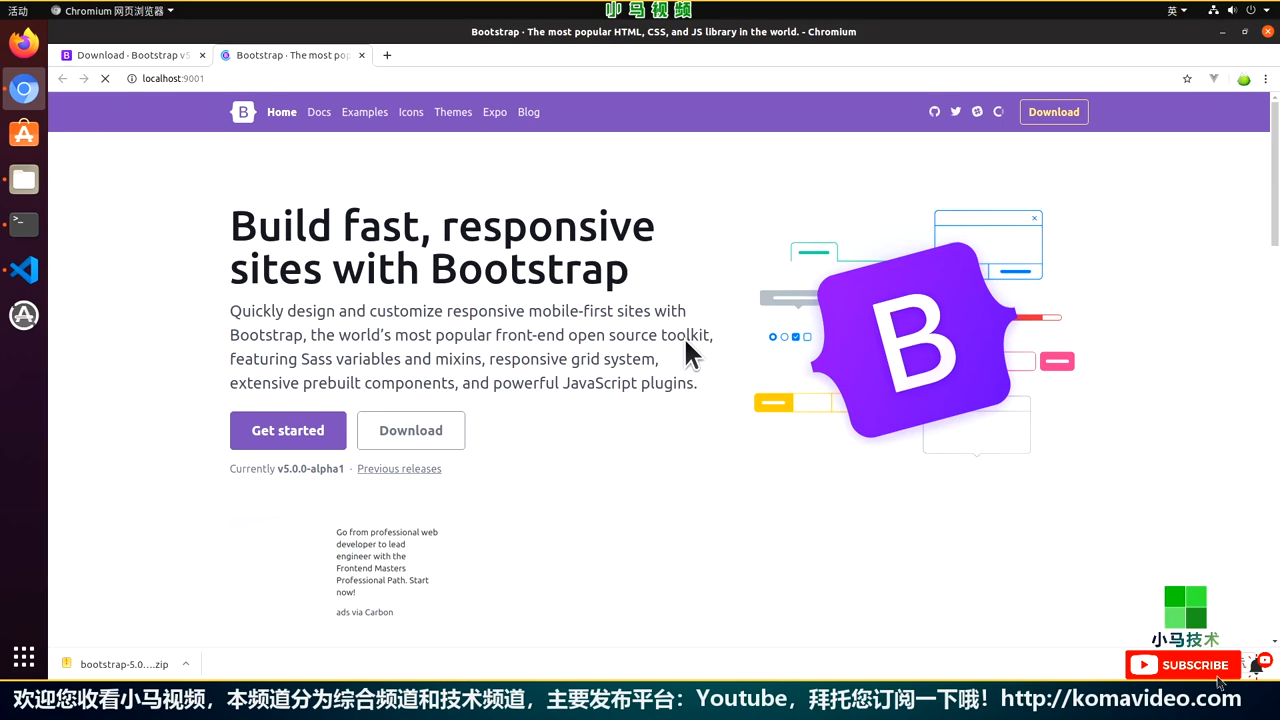 活动
Chromium 网页浏览器
小马视频
英
Bootstrap · The most popular HTML, CSS, and JS library in the world. - Chromium
Download · Bootstrap v5
Bootstrap · The most pop
localhost:9001
B
Home
Docs
Examples
Icons
Themes
Expo
Blog
Download
Build fast, responsive
sites with Bootstrap
Quickly design and customize responsive mobile-first sites with
Bootstrap, the world's most popular front-end open source toolkit,
featuring Sass variables and mixins, responsive grid system,
extensive prebuilt components, and powerful JavaScript plugins.
B
Get started
Download
Currently v5.0.0-alpha1 · Previous releases
Go from professional web
developer to lead
engineer with the
Frontend Masters
Professional Path. Start
now!
ads via Carbon
小马技术
bootstrap-5.0....zip
SUBSCRIBE
欢迎您收看小马视频，本频道分为综合频道和技术频道，主要发布平台：Youtube，拜托您订阅一下哦！http://komavideo.com